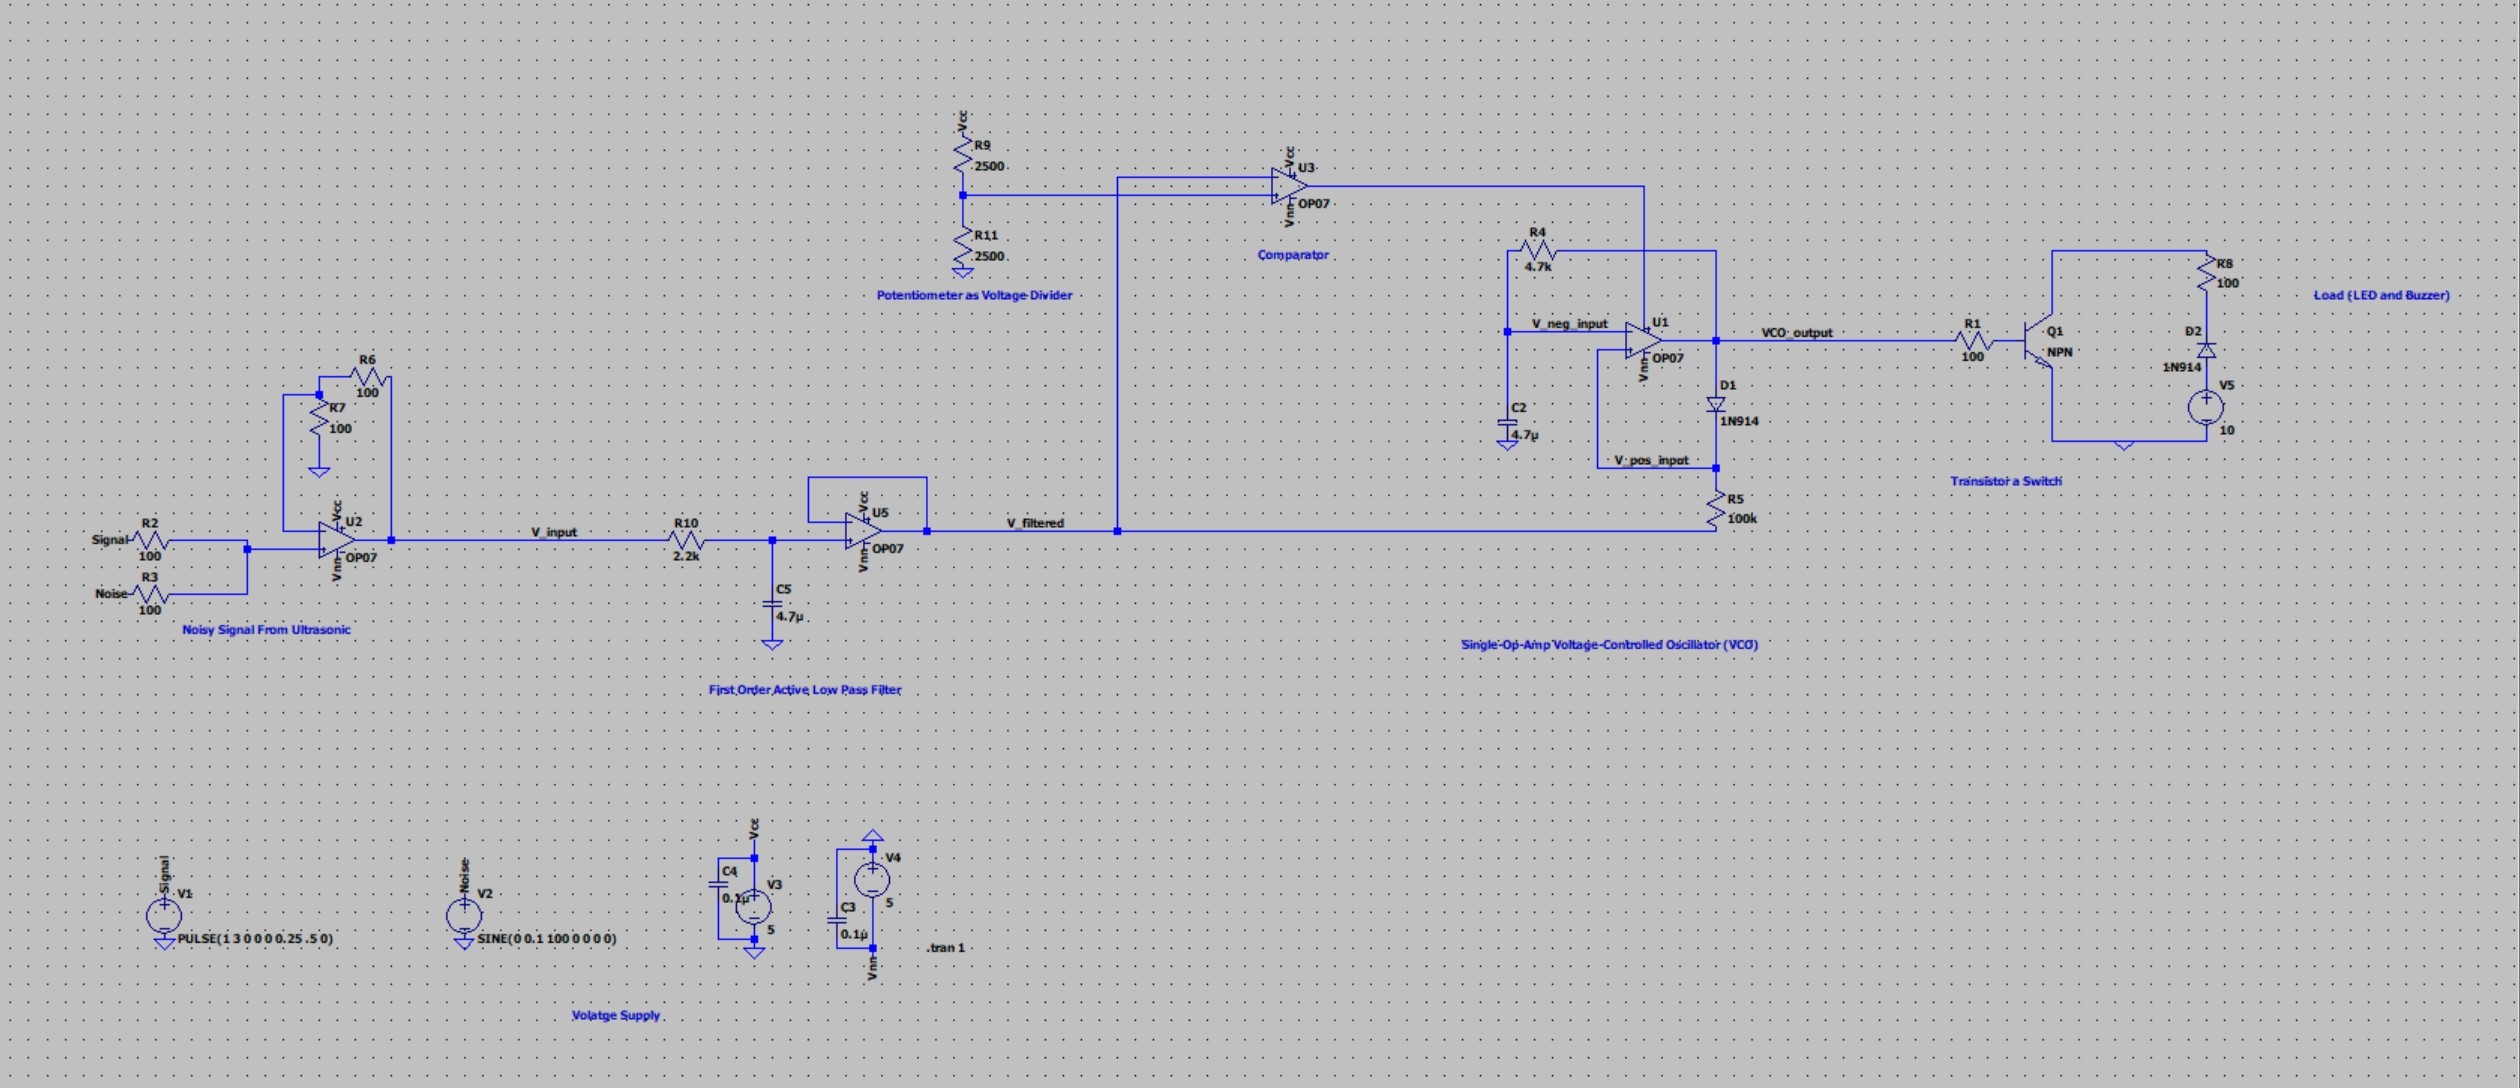 Vcc
R9
2500
R11
2500
Potentiometer as Voltage Divider
Vcc
U3
OP07
Vnn
Comparator
R4
4.7k
V_neg_input
U1
OP07
Vnn
VCO_output
C2
4.7µ
D1
1N914
V_pos_input
R5
100k
Single-Op-Amp Voltage-Controlled Oscillator (VCO)
R1
100
Q1
NPN
R8
100
D2
1N914
V5
10
Transistor a Switch
Load (LED and Buzzer)
R6
100
R7
100
Vcc
U2
OP07
Vnn
Signal
R2
100
R3
Noise
100
Noisy Signal From Ultrasonic
V_input
R10
2.2k
C5
4.7µ
Vcc
U5
OP07
Vnn
V_filtered
First Order Active Low Pass Filter
Signal
V1
PULSE(1 3 0 0 0 0.25 .5 0)
Noise
V2
SINE(0 0.1 100 0 0 0 0)
Vcc
C4
0.1µ
V3
5
V4
5
C3
0.1µ
Vnn
.tran 1
Volatge Supply